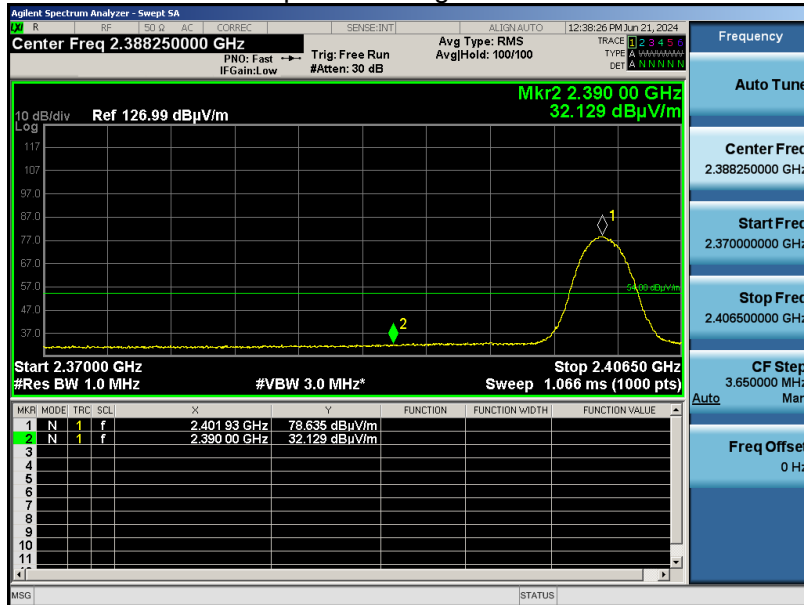 Agilent Spectrum Analyzer - Swept SA
LXI R RF 50 Ω AC CORREC SENSE:INT ALIGN AUTO 12:38:26 PM Jun 21, 2024
Center Freq 2.388250000 GHz
PNO: Fast
IFGain:Low
Trig: Free Run
#Atten: 30 dB
Avg Type: RMS
Avg|Hold: 100/100
TRACE 1 2 3 4 5 6
TYPE A
DET A N N N N N
Mkr2 2.390 00 GHz
32.129 dBµV/m
10 dB/div Ref 126.99 dBµV/m
Log
117
107
97.0
87.0
77.0
67.0
57.0
47.0
37.0
1
54.00 dBµV/m
2
Start 2.37000 GHz Stop 2.40650 GHz
#Res BW 1.0 MHz #VBW 3.0 MHz* Sweep 1.066 ms (1000 pts)
MKR MODE TRC SCL X Y FUNCTION FUNCTION WIDTH FUNCTION VALUE
1 N 1 f 2.401 93 GHz 78.635 dBµV/m
2 N 1 f 2.390 00 GHz 32.129 dBµV/m
3
4
5
6
7
8
9
10
11
MSG STATUS
Frequency
Auto Tune
Center Freq
2.388250000 GHz
Start Freq
2.370000000 GHz
Stop Freq
2.406500000 GHz
CF Step
3.650000 MHz
Auto Man
Freq Offset
0 Hz